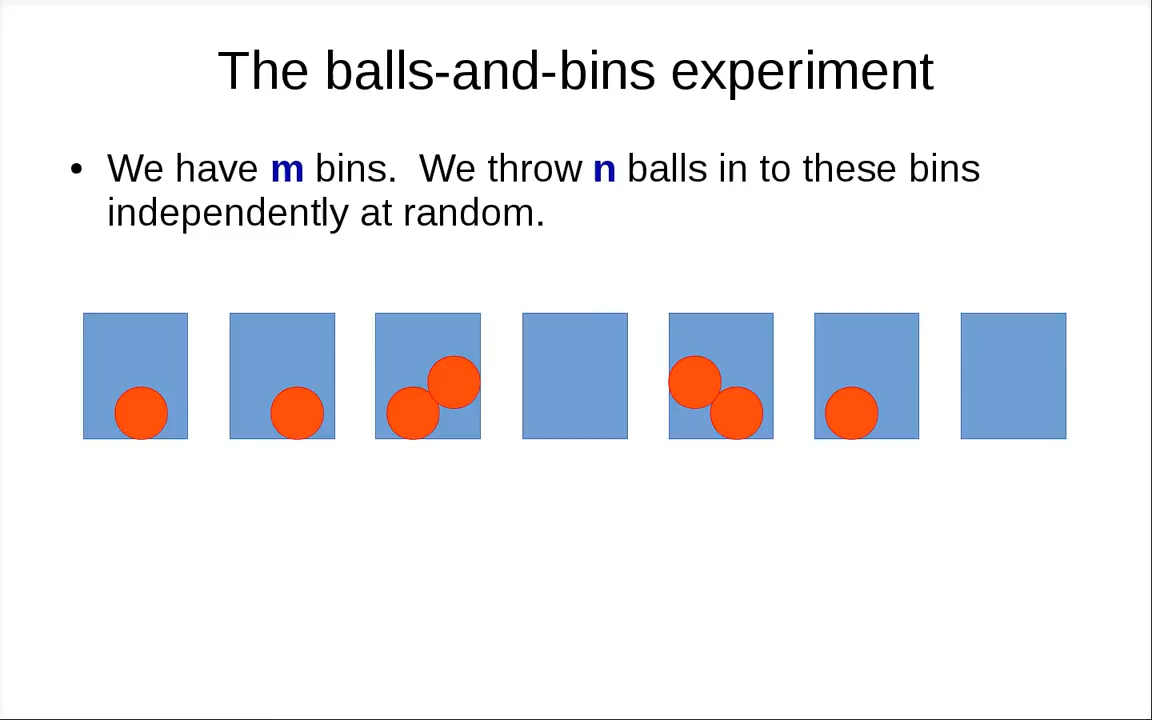 The balls-and-bins experiment
• We have m bins.  We throw n balls in to these bins
independently at random.